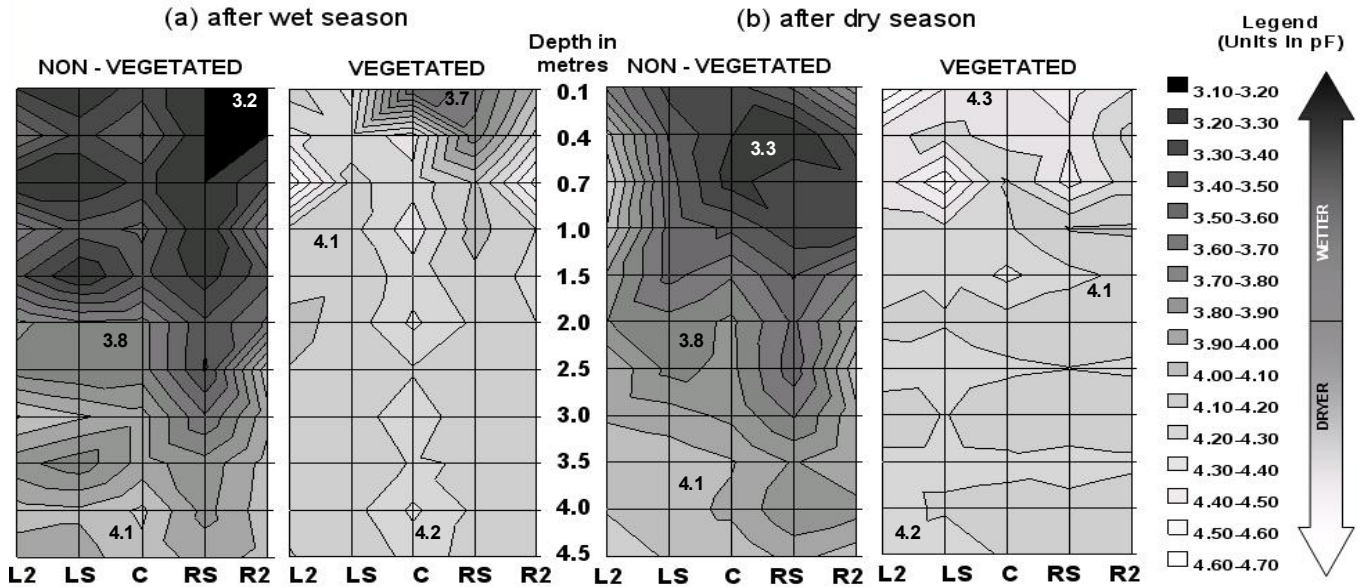 (a) after wet season
(b) after dry season
Legend
(Units in pF)
Depth in
metres
NON - VEGETATED
VEGETATED
NON - VEGETATED
VEGETATED
0.1
0.4
0.7
1.0
1.5
2.0
2.5
3.0
3.5
4.0
4.5
3.2
3.8
4.1
3.7
4.1
4.2
3.3
3.8
4.1
4.3
4.1
4.2
L2 LS C RS R2
L2 LS C RS R2
L2 LS C RS R2
3.10-3.20
3.20-3.30
3.30-3.40
3.40-3.50
3.50-3.60
3.60-3.70
3.70-3.80
3.80-3.90
3.90-4.00
4.00-4.10
4.10-4.20
4.20-4.30
4.30-4.40
4.40-4.50
4.50-4.60
4.60-4.70
WETTER
DRYER
L2 LS C RS R2